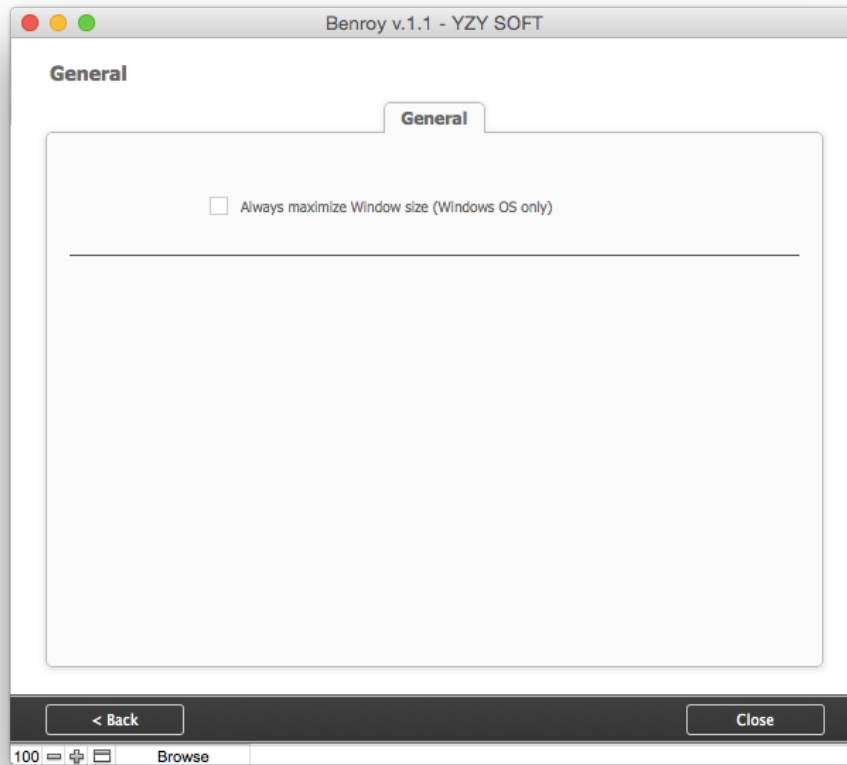 Benroy v.1.1 - YZY SOFT
General
General
Always maximize Window size (Windows OS only)
< Back
Close
100
Browse